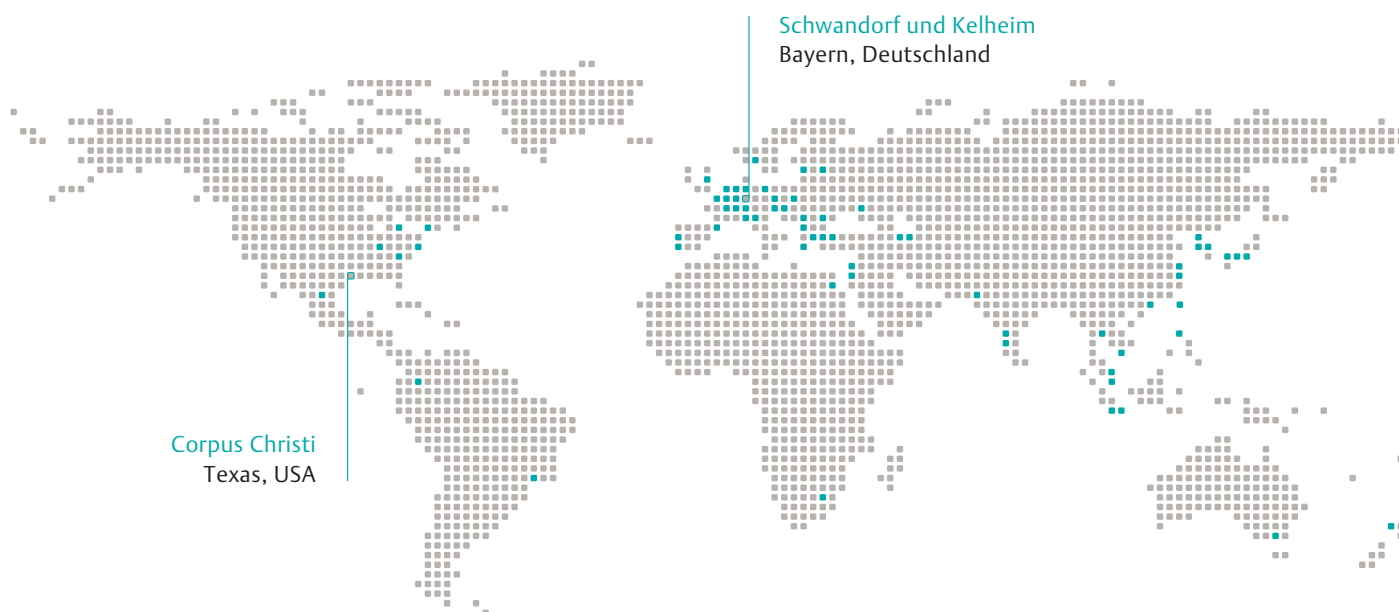 Schwandorf und Kelheim
Bayern, Deutschland
Corpus Christi
Texas, USA